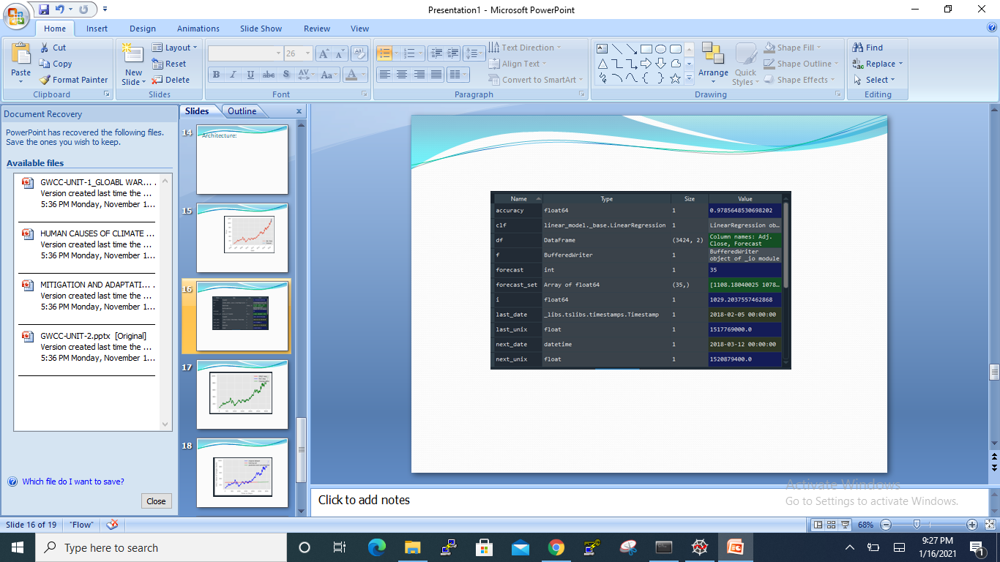 Presentation1 - Microsoft PowerPoint
Home Insert Design Animations Slide Show Review View
Paste
Cut
Copy
Format Painter
Clipboard
New Slide
Layout
Reset
Delete
Slides
26
Font
Text Direction
Align Text
Convert to SmartArt
Paragraph
Arrange
Quick Styles
Shape Fill
Shape Outline
Shape Effects
Drawing
Find
Replace
Select
Editing
Document Recovery
PowerPoint has recovered the following files.
Save the ones you wish to keep.
Available files
GWCC-UNIT-1_GLOABL WAR... .
Version created last time the ...
5:36 PM Monday, November 1...
HUMAN CAUSES OF CLIMATE ...
Version created last time the ...
5:36 PM Monday, November 1...
MITIGATION AND ADAPTATI... .
Version created last time the ...
5:36 PM Monday, November 1...
GWCC-UNIT-2.pptx [Original]
Version created last time the ...
5:36 PM Monday, November 1...
Which file do I want to save?
Close
Slides Outline x
14
Architecture:
15
16
17
18
Name Type Size Value
accuracy float64 1 0.9785648530698202
clf linear_model._base.LinearRegression 1 LinearRegression ob…
df DataFrame (3424, 2) Column names: Adj.
Close, Forecast
f BufferedWriter 1 BufferedWriter
object of _io module
forecast int 1 35
forecast_set Array of float64 (35,) [1108.18040025 1078…
i float64 1 1029.2037557462868
last_date _libs.tslibs.timestamps.Timestamp 1 2018-02-05 00:00:00
last_unix float 1 1517769000.0
next_date datetime 1 2018-03-12 00:00:00
next_unix float 1 1520879400.0
Click to add notes
Activate Windows
Go to Settings to activate Windows.
Slide 16 of 19 "Flow" 68%
Type here to search
9:27 PM
1/16/2021
1